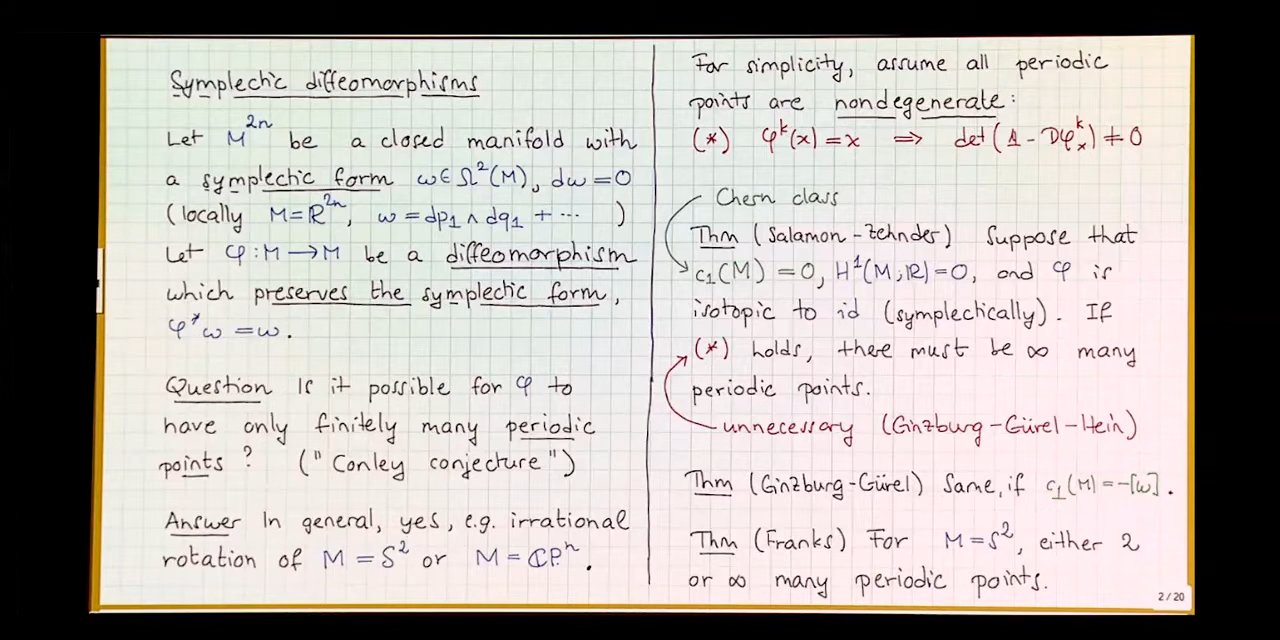 Symplectic diffeomorphisms
Let M^{2n} be a closed manifold with
a symplectic form ω ∈ Ω²(M), dω = 0
(locally M = ℝ^{2n}, ω = dp₁ ∧ dq₁ + ⋯ )
Let φ : M → M be a diffeomorphism
which preserves the symplectic form,
φ*ω = ω.
Question Is it possible for φ to
have only finitely many periodic
points ? ("Conley conjecture")
Answer In general, yes, e.g. irrational
rotation of M = S² or M = ℂPⁿ.
For simplicity, assume all periodic
points are nondegenerate:
(*) φᵏ(x) = x ⟹ det(𝟙 - Dφᵏₓ) ≠ 0
Chern class
Thm (Salamon-Zehnder) Suppose that
c₁(M) = 0, H¹(M;ℝ) = 0, and φ is
isotopic to id (symplectically). If
(*) holds, there must be ∞ many
periodic points.
unnecessary (Ginzburg-Gürel-Hein)
Thm (Ginzburg-Gürel) Same, if c₁(M) = -[ω].
Thm (Franks) For M = S², either 2
or ∞ many periodic points.
2 / 20